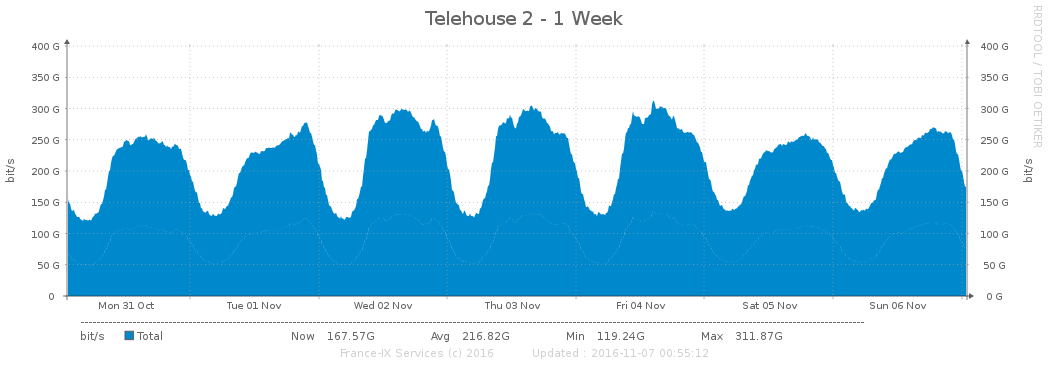 Telehouse 2 - 1 Week
RRDTOOL / TOBI OETIKER
400 G 400 G
350 G 350 G
300 G 300 G
250 G 250 G
200 G 200 G
150 G 150 G
100 G 100 G
50 G 50 G
0 0 G
bit/s
bit/s
Mon 31 Oct Tue 01 Nov Wed 02 Nov Thu 03 Nov Fri 04 Nov Sat 05 Nov Sun 06 Nov
bit/s Total Now 167.57G Avg 216.82G Min 119.24G Max 311.87G
France-IX Services (c) 2016 Updated : 2016-11-07 00:55:12